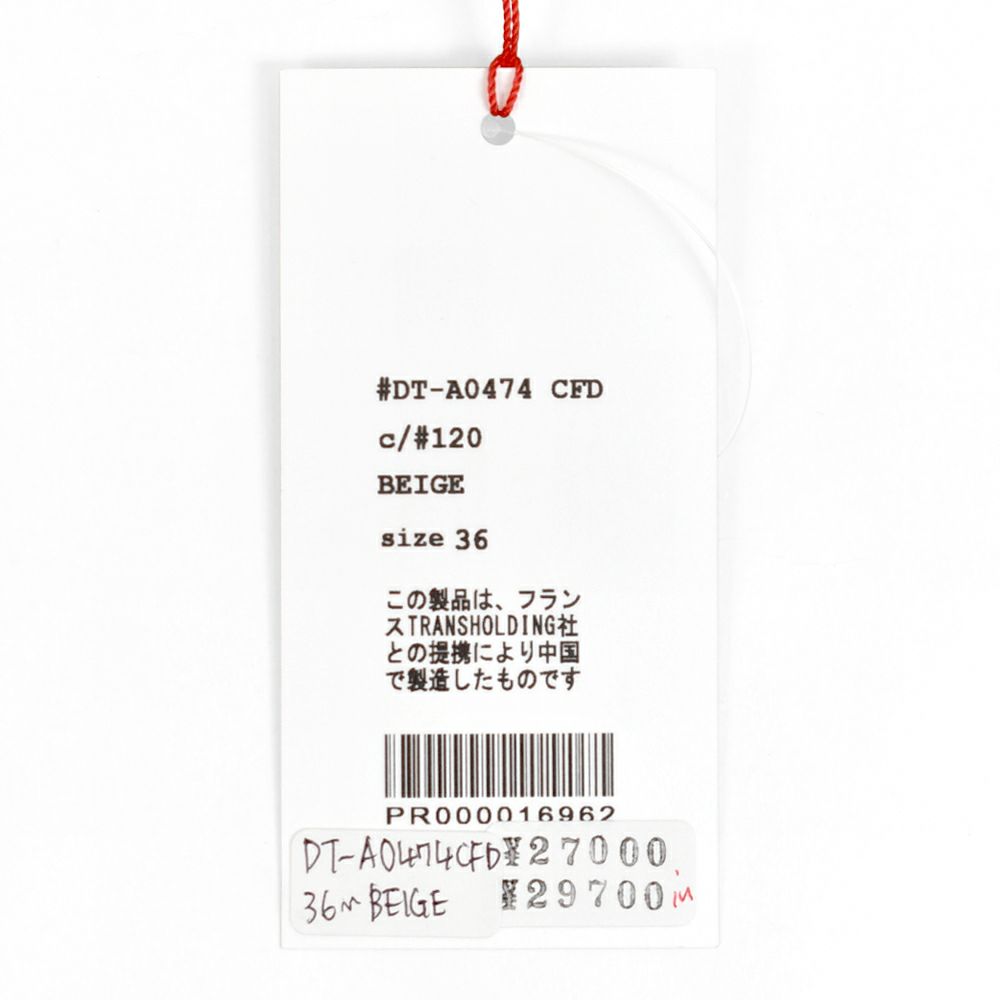 #DT-A0474 CFD
c/#120
BEIGE
size 36
この製品は、フラン
スTRANSHOLDING社
との提携により中国
で製造したものです
PR000016962
DT-A0474CFD
36~BEIGE
¥27000
¥29700 in